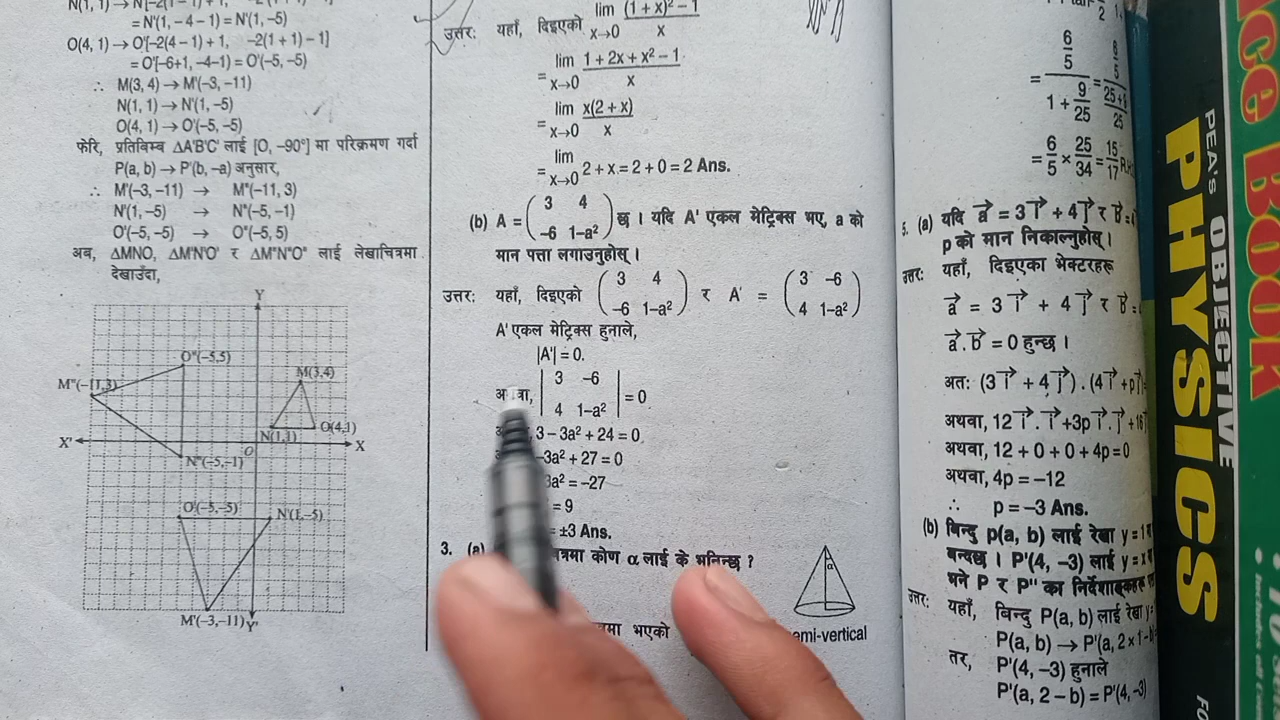 = N'(1, -4-1) = N'(1, -5)
O(4, 1) → O'[-2(4-1) + 1, -2(1+1) -1]
= O'[-6+1, -4-1) = O'(-5, -5)
∴ M(3, 4) → M'(-3, -11)
N(1, 1) → N'(1, -5)
O(4, 1) → O'(-5, -5)
फेरि, प्रतिविम्ब ΔA'B'C' लाई [O, -90°] मा परिक्रमण गर्दा
P(a, b) → P'(b, -a) अनुसार,
∴ M'(-3, -11) → M"(-11, 3)
N'(1, -5) → N"(-5, -1)
O'(-5, -5) → O"(-5, 5)
अब, ΔMNO, ΔM'N'O' र ΔM"N"O" लाई लेखाचित्रमा
देखाउँदा,
Y
O"(-5,5)
M"(-11,3)
M(3,4)
N(1,1)
O(4,1)
X'
O
X
N"(-5,-1)
O'(-5,-5)
N'(1,-5)
M'(-3,-11)
Y'
उत्तर: यहाँ, दिइएको lim x→0 (1 + x)² - 1 / x
= lim x→0 1 + 2x + x² - 1 / x
= lim x→0 x(2 + x) / x
= lim x→0 2 + x = 2 + 0 = 2 Ans.
(b) A = (3 4 -6 1-a²) छ । यदि A' एकल मेट्रिक्स भए, a को
मान पत्ता लगाउनुहोस् ।
उत्तर: यहाँ, दिइएको (3 4 -6 1-a²) र A' = (3 -6 4 1-a²)
A' एकल मेट्रिक्स हुनाले,
|A'| = 0.
|3 -6 4 1-a²| = 0
3 - 3a² + 24 = 0
-3a² + 27 = 0
3a² = -27
= 9
= ±3 Ans.
3. (a) कोण α लाई के भनिन्छ ?
α
मा भएको
emi-vertical
= 6/5 / 1 + 9/25 =
= 6/5 × 25/34 = 15/17
5. (a) यदि a = 3i + 4j र b =
p को मान निकाल्नुहोस् ।
उत्तर: यहाँ, दिइएका भेक्टरहरू
a = 3i + 4j र b =
a.b = 0 हुन्छ ।
अत: (3i + 4j) . (4i + p
अथवा, 12 i . i +3p i . j + 16
अथवा, 12 + 0 + 0 + 4p = 0
अथवा, 4p = -12
∴ p = -3 Ans.
(b) बिन्दु p(a, b) लाई रेखा y = 1
बन्दछ । P'(4, -3) लाई y = x
भने P र P" का
उत्तर: यहाँ, बिन्दु P(a, b) लाई रेखा y =
P(a, b) → P'(a, 2 × 1 - b
तर, P'(4, -3) हुनाले
P'(a, 2 - b) = P'(4, -3)
PEA's OBJECTIVE
PHYSICS
BOOK